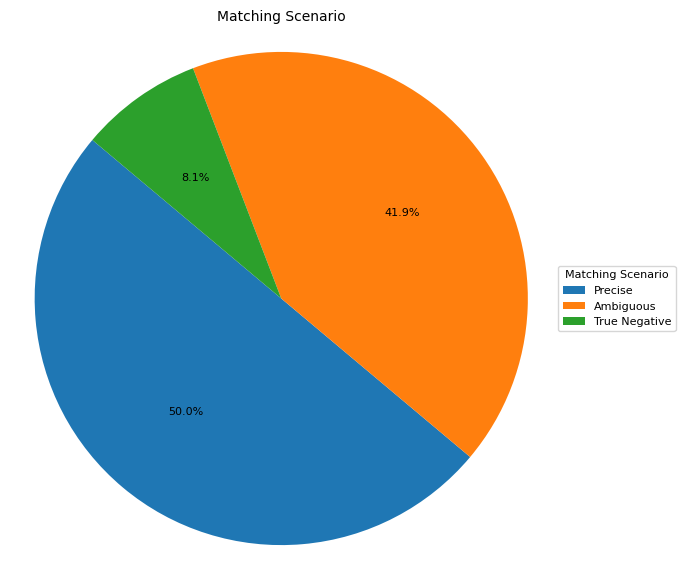 Matching Scenario
8.1%
41.9%
50.0%
Matching Scenario
Precise
Ambiguous
True Negative